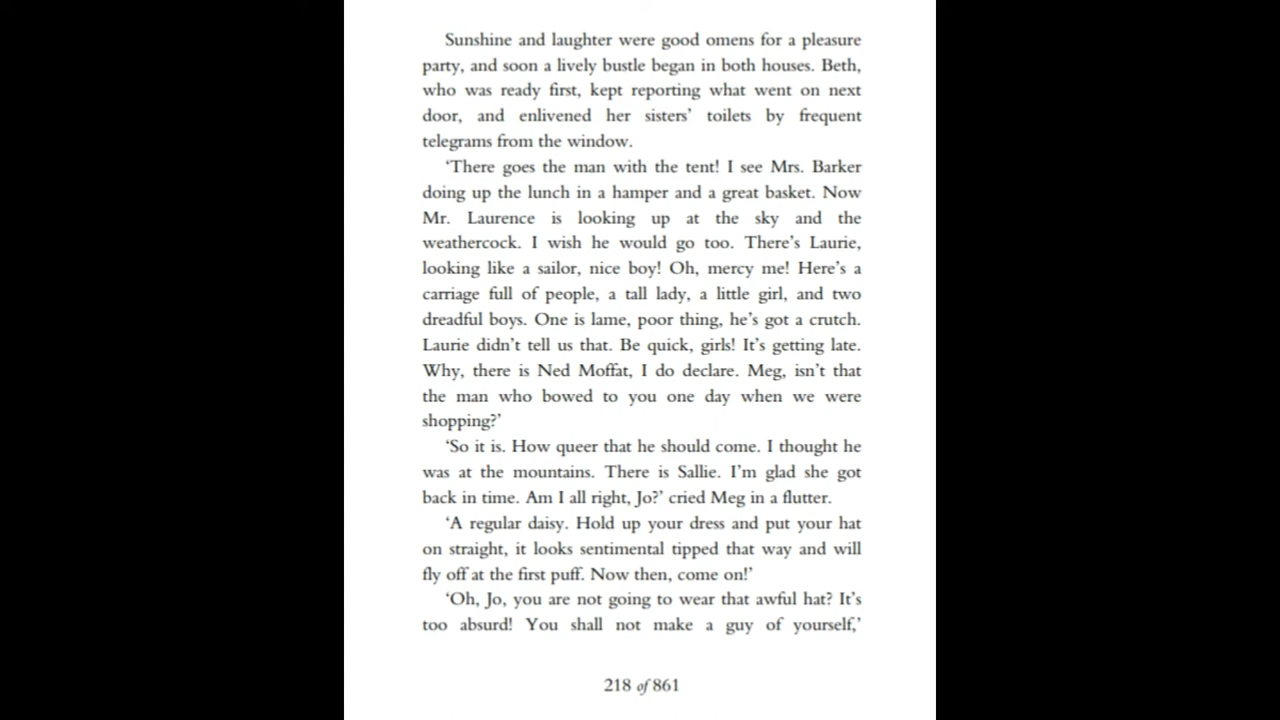 Sunshine and laughter were good omens for a pleasure
party, and soon a lively bustle began in both houses. Beth,
who was ready first, kept reporting what went on next
door, and enlivened her sisters’ toilets by frequent
telegrams from the window.
‘There goes the man with the tent! I see Mrs. Barker
doing up the lunch in a hamper and a great basket. Now
Mr. Laurence is looking up at the sky and the
weathercock. I wish he would go too. There’s Laurie,
looking like a sailor, nice boy! Oh, mercy me! Here’s a
carriage full of people, a tall lady, a little girl, and two
dreadful boys. One is lame, poor thing, he’s got a crutch.
Laurie didn’t tell us that. Be quick, girls! It’s getting late.
Why, there is Ned Moffat, I do declare. Meg, isn’t that
the man who bowed to you one day when we were
shopping?’
‘So it is. How queer that he should come. I thought he
was at the mountains. There is Sallie. I’m glad she got
back in time. Am I all right, Jo?’ cried Meg in a flutter.
‘A regular daisy. Hold up your dress and put your hat
on straight, it looks sentimental tipped that way and will
fly off at the first puff. Now then, come on!’
‘Oh, Jo, you are not going to wear that awful hat? It’s
too absurd! You shall not make a guy of yourself,’
218 of 861